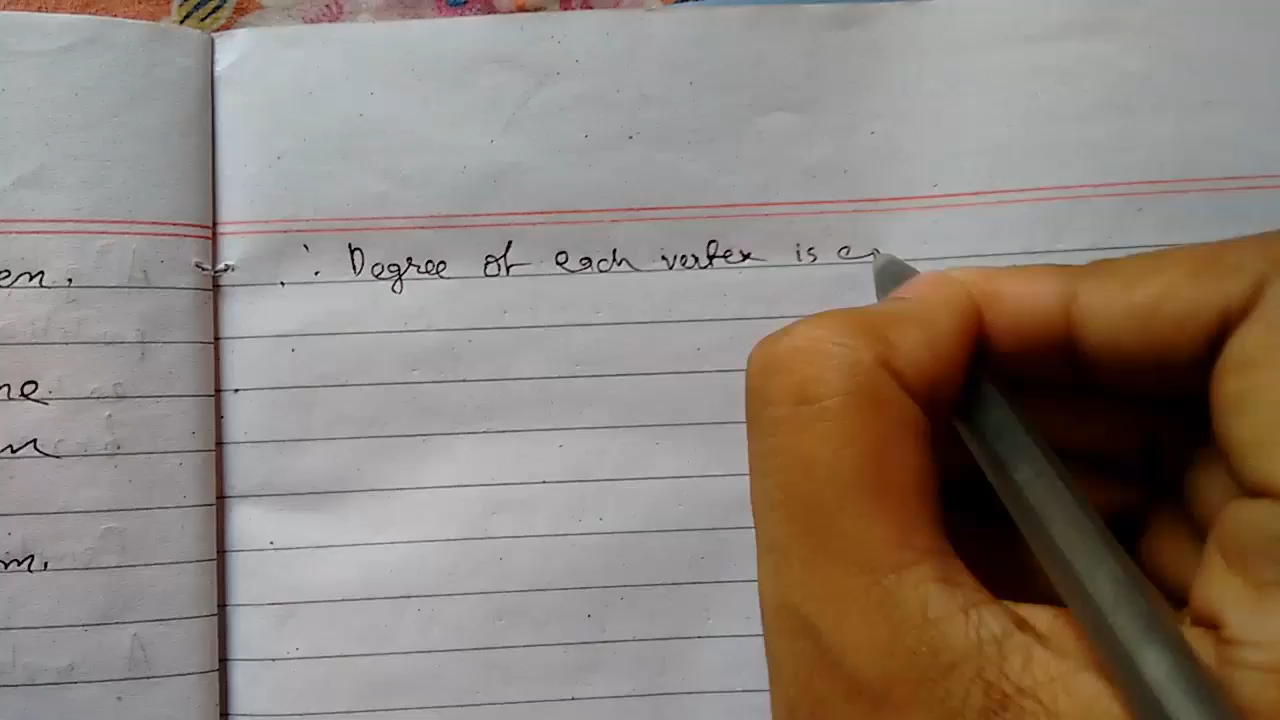 en.
ne
m.
∴ Degree of each vertex is e